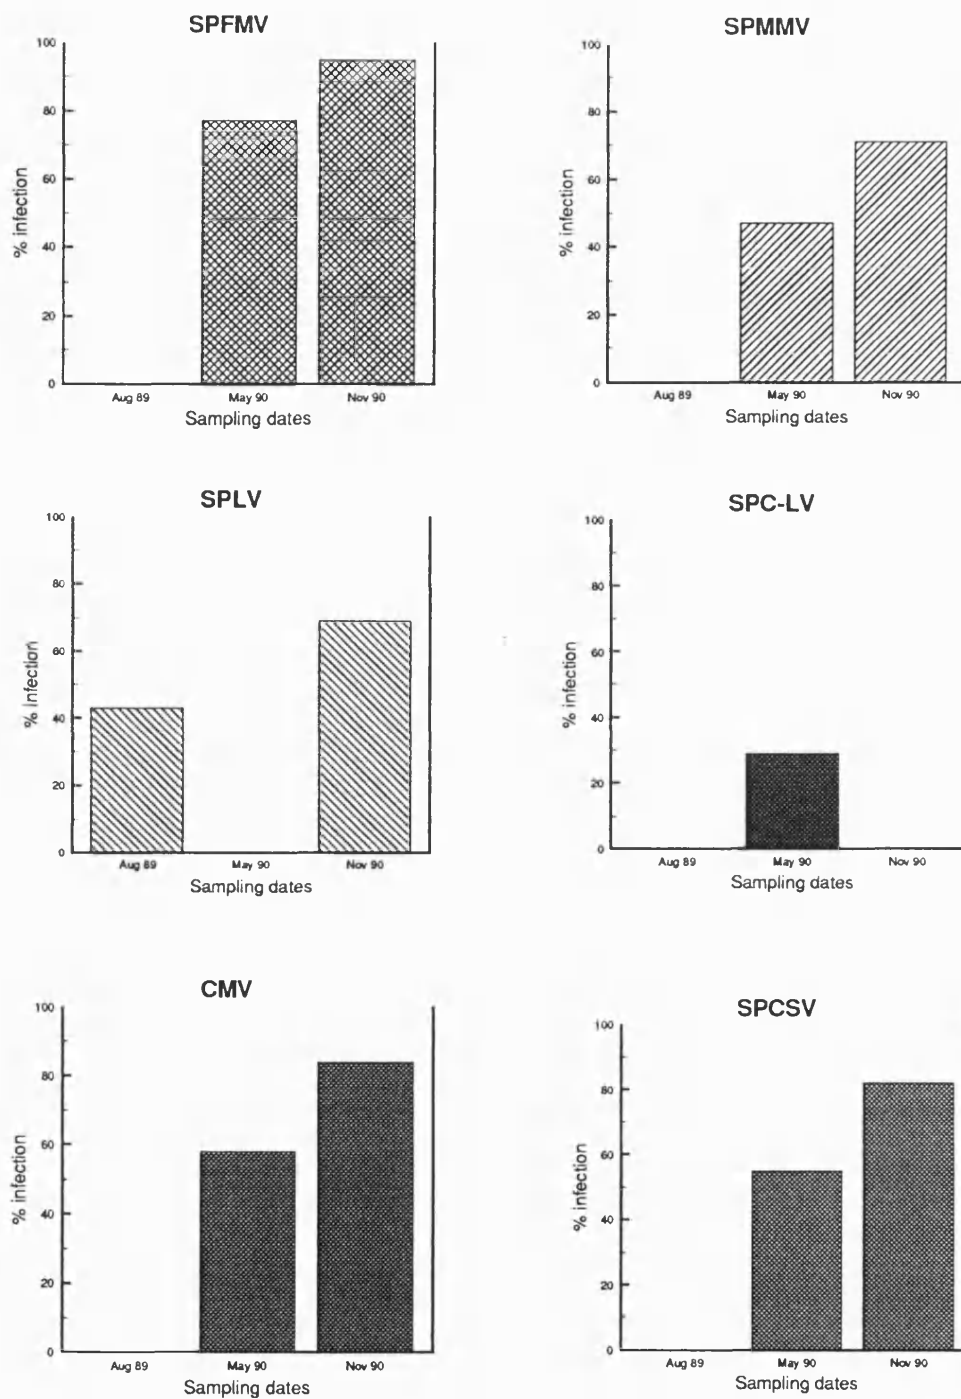 SPFMV
100
80
60
40
20
0
% infection
Aug 89 May 90 Nov 90
Sampling dates
SPMMV
100
80
60
40
20
0
% infection
Aug 89 May 90 Nov 90
Sampling dates
SPLV
100
80
60
40
20
0
% infection
Aug 89 May 90 Nov 90
Sampling dates
SPC-LV
100
80
60
40
20
0
% infection
Aug 89 May 90 Nov 90
Sampling dates
CMV
100
80
60
40
20
0
% infection
Aug 89 May 90 Nov 90
Sampling dates
SPCSV
100
80
60
40
20
0
% infection
Aug 89 May 90 Nov 90
Sampling dates